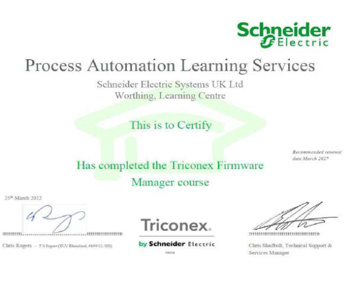 Schneider
Electric
Process Automation Learning Services
Schneider Electric Systems UK Ltd
Worthing, Learning Centre
This is to Certify
Recommended renewal
date March 2027
Has completed the Triconex Firmware
Manager course
25th March 2022
Triconex
by Schneider Electric
Chris Rogers
Chris Shadbolt, Technical Support &
Services Manager